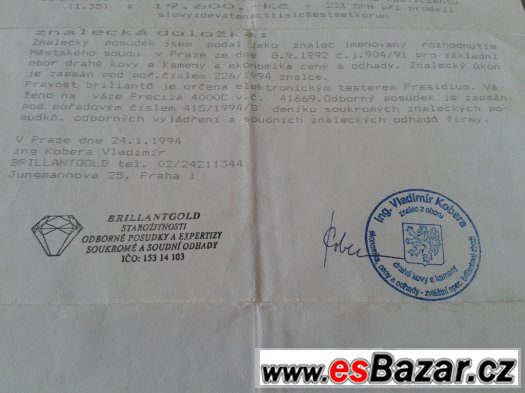 (1.35) = 19.600.-Kč + 23% DPH při prodeji
slovy:devatenacttisícšestsetkorun
znalecká doložka:
Znalecký posudek jsem podal jako znalec jmenovaný rozhodnutím
Městského soudu v Praze ze dne 8.9.1992 č.j.904/91 pro základní
obor drahé kovy a kameny a ekonomika ceny a odhady. Znalecký úkon
je zapsán pod poř.číslem 226/1994 znalce.
Pravost briliantů je určena elektronickým testerem Presidium. Vá
ženo na váze Preciza 4000C v.č. 41669.Odborný posudek je zapsán
pod pořadovým číslem 415/1994/S deníku soukromých znaleckých po
sudků, odborných vyjádření a soudních znaleckých odhadů firmy.
V Praze dne 24.1.1994
ing Kobera Vladimír
BRILLANTGOLD tel. 02/24211344
Jungmannova 25, Praha 1
BRILLANTGOLD
STAROŽITNOSTI
ODBORNÉ POSUDKY A EXPERTIZY
SOUKROMÉ A SOUDNÍ ODHADY
IČO: 153 14 103
Ing. Vladimír Kobera
znalec z oboru
ekonomika, ceny a odhady - zvláštní spec.
drahé kovy a kameny
www.esBazar.cz